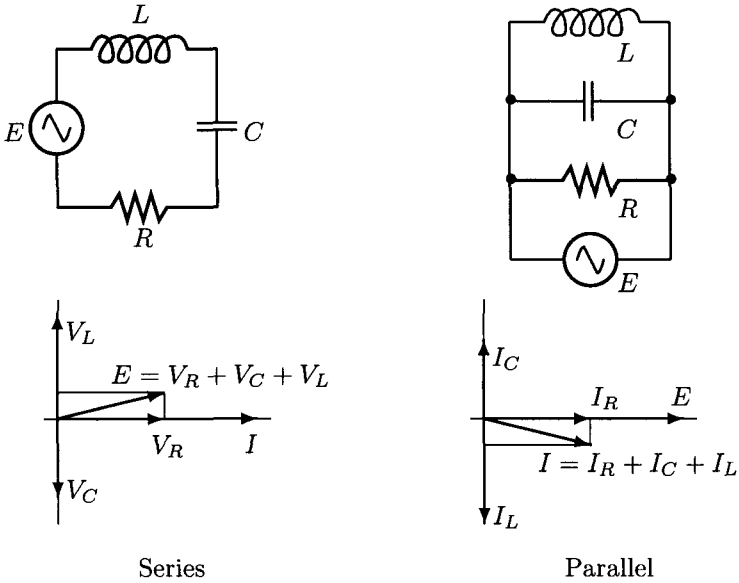 L
E
C
R
L
C
R
E
V_L
E = V_R + V_C + V_L
V_R
I
V_C
I_C
I_R
E
I = I_R + I_C + I_L
I_L
Series
Parallel